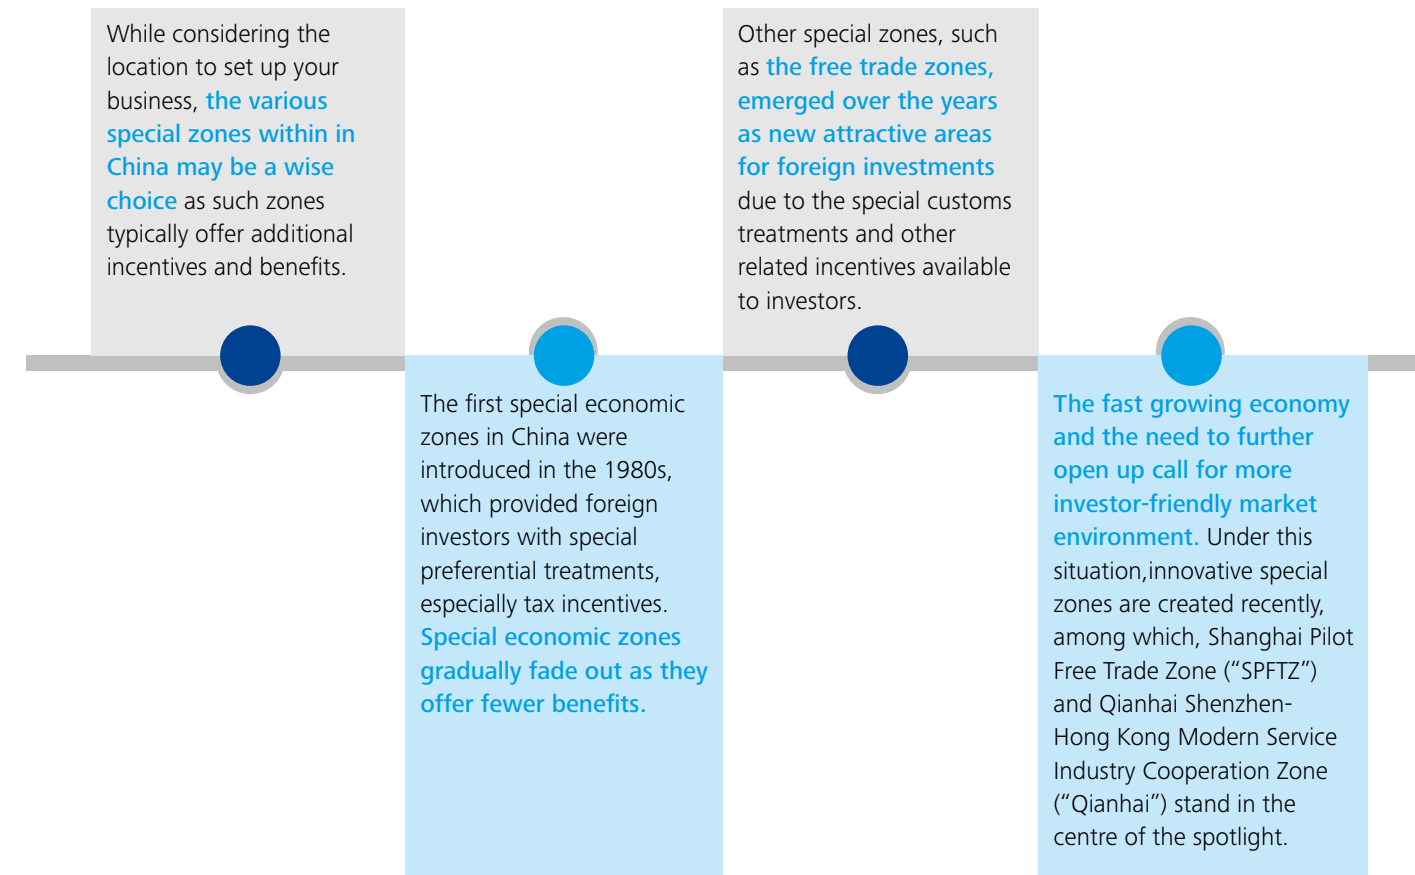 While considering the
location to set up your
business, the various
special zones within in
China may be a wise
choice as such zones
typically offer additional
incentives and benefits.
The first special economic
zones in China were
introduced in the 1980s,
which provided foreign
investors with special
preferential treatments,
especially tax incentives.
Special economic zones
gradually fade out as they
offer fewer benefits.
Other special zones, such
as the free trade zones,
emerged over the years
as new attractive areas
for foreign investments
due to the special customs
treatments and other
related incentives available
to investors.
The fast growing economy
and the need to further
open up call for more
investor-friendly market
environment. Under this
situation,innovative special
zones are created recently,
among which, Shanghai Pilot
Free Trade Zone (“SPFTZ”)
and Qianhai Shenzhen-
Hong Kong Modern Service
Industry Cooperation Zone
(“Qianhai”) stand in the
centre of the spotlight.